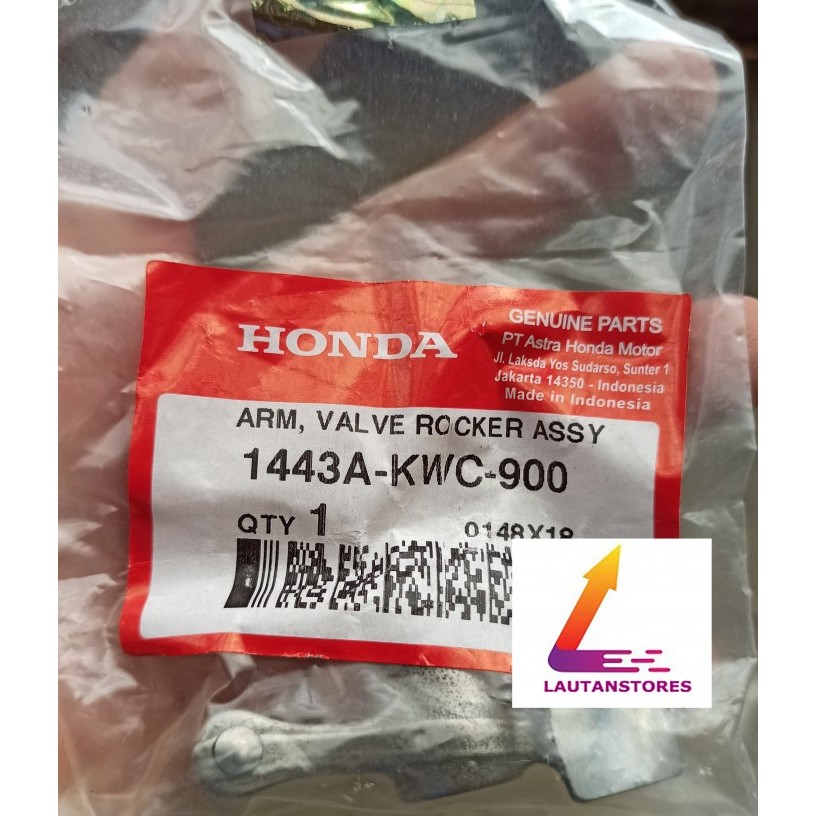 HONDA
GENUINE PARTS
PT Astra Honda Motor
Jl. Laksda Yos Sudarso, Sunter 1
Jakarta 14350 - Indonesia
Made in Indonesia
ARM, VALVE ROCKER ASSY
1443A-KWC-900
QTY 1
0148X18
LAUTANSTORES